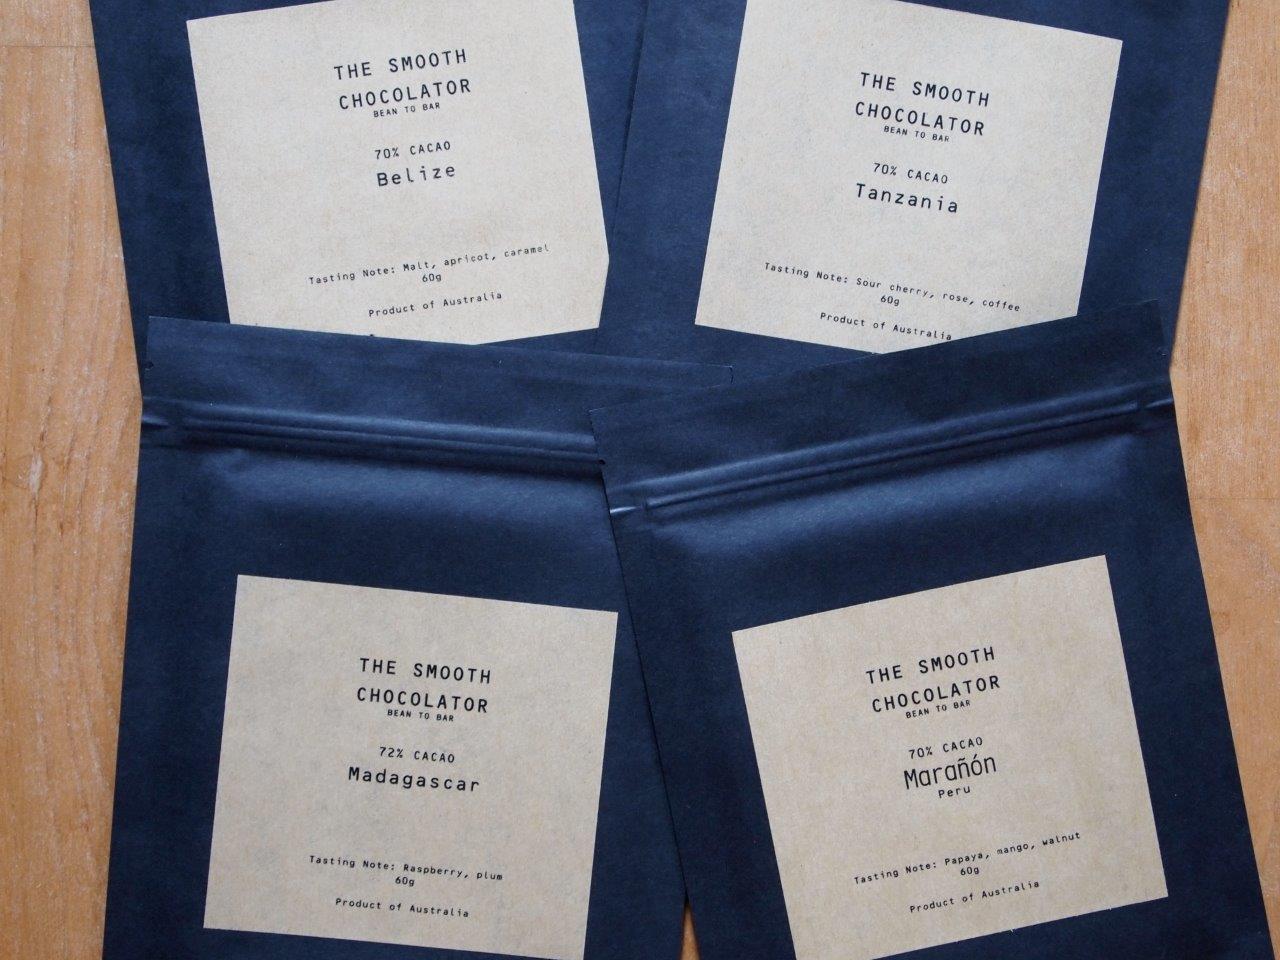 THE SMOOTH
CHOCOLATOR
BEAN TO BAR
70% CACAO
Belize
Tasting Note: Malt, apricot, caramel
60g
Product of Australia
THE SMOOTH
CHOCOLATOR
BEAN TO BAR
70% CACAO
Tanzania
Tasting Note: Sour cherry, rose, coffee
60g
Product of Australia
THE SMOOTH
CHOCOLATOR
BEAN TO BAR
72% CACAO
Madagascar
Tasting Note: Raspberry, plum
60g
Product of Australia
THE SMOOTH
CHOCOLATOR
BEAN TO BAR
70% CACAO
Marañón
Peru
Tasting Note: Papaya, mango, walnut
60g
Product of Australia